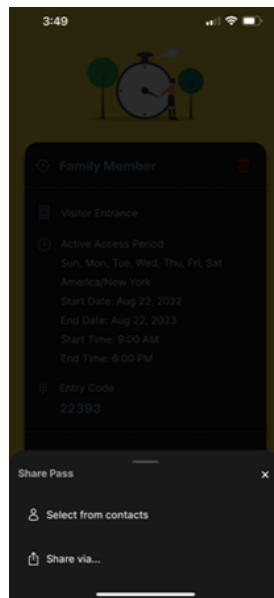 3:49
Family Member
Visitor Entrance
Active Access Period
Sun, Mon, Tue, Wed, Thu, Fri, Sat
America/New York
Start Date: Aug 22, 2022
End Date: Aug 22, 2023
Start Time: 9:00 AM
End Time: 6:00 PM
Entry Code
22393
Share Pass
Select from contacts
Share via...